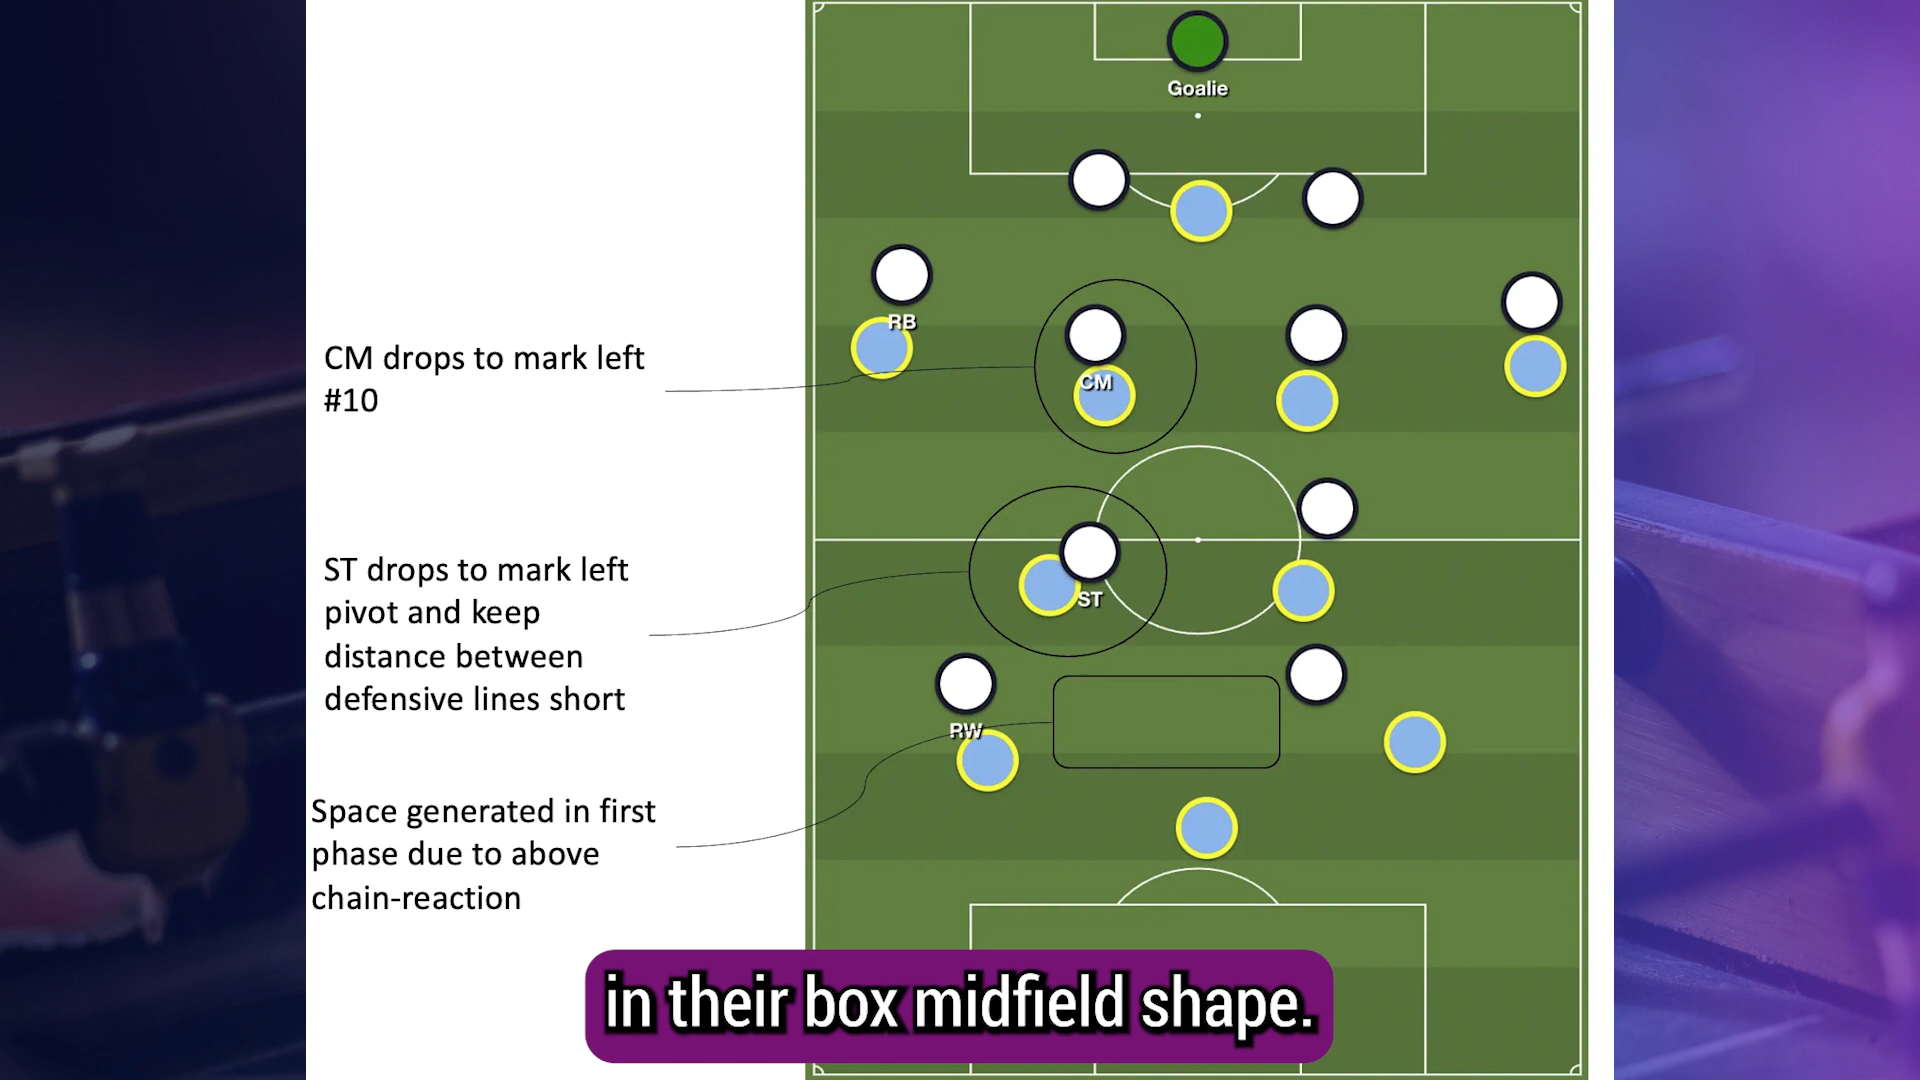 Goalie
RB
CM drops to mark left
#10
CM
ST drops to mark left
pivot and keep
distance between
defensive lines short
ST
RW
Space generated in first
phase due to above
chain-reaction
in their box midfield shape.